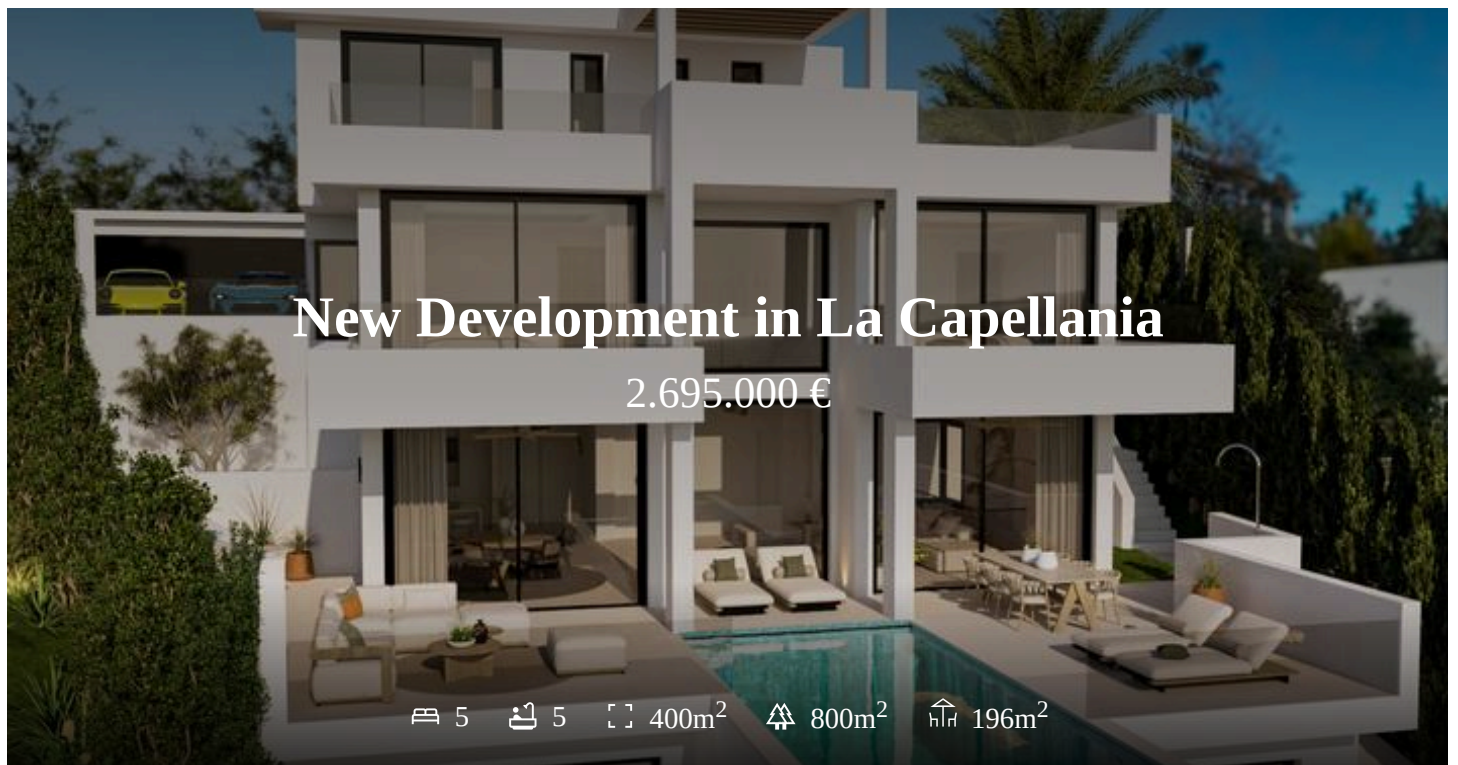 New Development in La Capellania
2.695.000 €
5 5 400m² 800m² 196m²